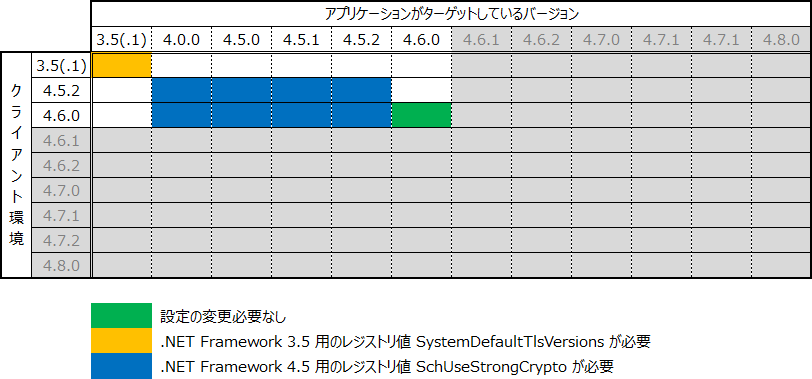 アプリケーションがターゲットしているバージョン
3.5(.1) 4.0.0 4.5.0 4.5.1 4.5.2 4.6.0 4.6.1 4.6.2 4.7.0 4.7.1 4.7.1 4.8.0
クライアント環境
3.5(.1)
4.5.2
4.6.0
4.6.1
4.6.2
4.7.0
4.7.1
4.7.2
4.8.0
設定の変更必要なし
.NET Framework 3.5 用のレジストリ値 SystemDefaultTlsVersions が必要
.NET Framework 4.5 用のレジストリ値 SchUseStrongCrypto が必要